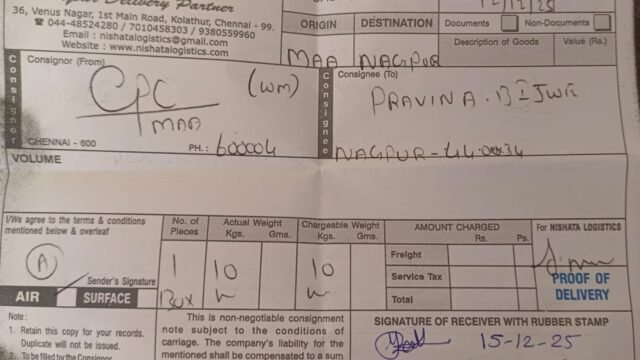 Delivery Partner
36, Venus Nagar, 1st Main Road, Kolathur, Chennai - 99.
044-48524280 / 7010458303 / 9380559960
Email : nishatalogistics@gmail.com
Website : www.nishatalogistics.com
12/12/25
ORIGIN DESTINATION Documents Non-Documents
MAA NAGPUR Description of Goods Value (Rs.)
Consignor Consignor (From)
CPC (WM)
MAA
CHENNAI - 600 PH.: 600004
Consignee Consignee (To)
PRAVINA. BIJWE
NAGPUR-44
VOLUME
I/We agree to the terms & conditions
mentioned below & overleaf
A
Sender's Signature
AIR SURFACE
No. of Pieces Actual Weight Kgs. Gms. Chargeable Weight Kgs. Gms.
1 10 10
BOX
AMOUNT CHARGED Rs. Ps.
Freight
Service Tax
Total
For NISHATA LOGISTICS
PROOF OF
DELIVERY
Note :
1. Retain this copy for your records.
Duplicate will not be issued.
2. To be filled by the Consignor
This is non-negotiable consignment
note subject to the conditions of
carriage. The company's liability for
the mentioned shall be compensated to a sum
SIGNATURE OF RECEIVER WITH RUBBER STAMP
15-12-25